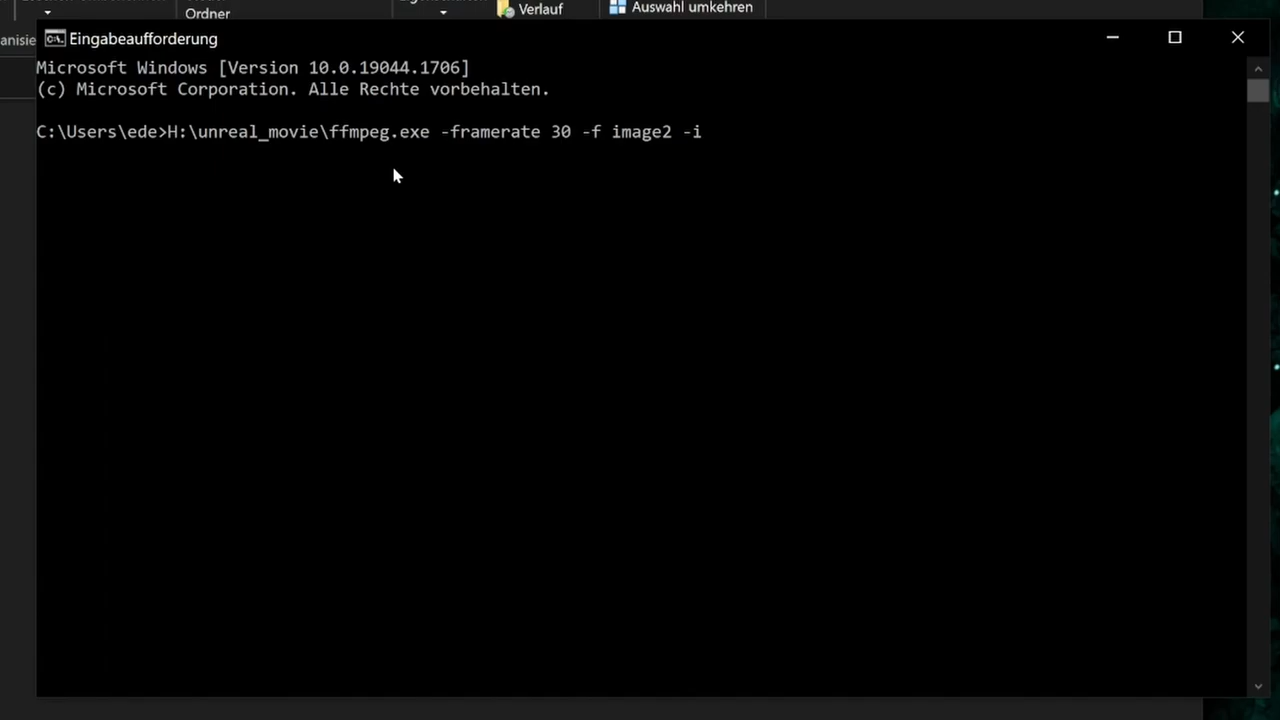 Ordner
Verlauf
Auswahl umkehren
anisie
Eingabeaufforderung
Microsoft Windows [Version 10.0.19044.1706]
(c) Microsoft Corporation. Alle Rechte vorbehalten.
C:\Users\ede>H:\unreal_movie\ffmpeg.exe -framerate 30 -f image2 -i